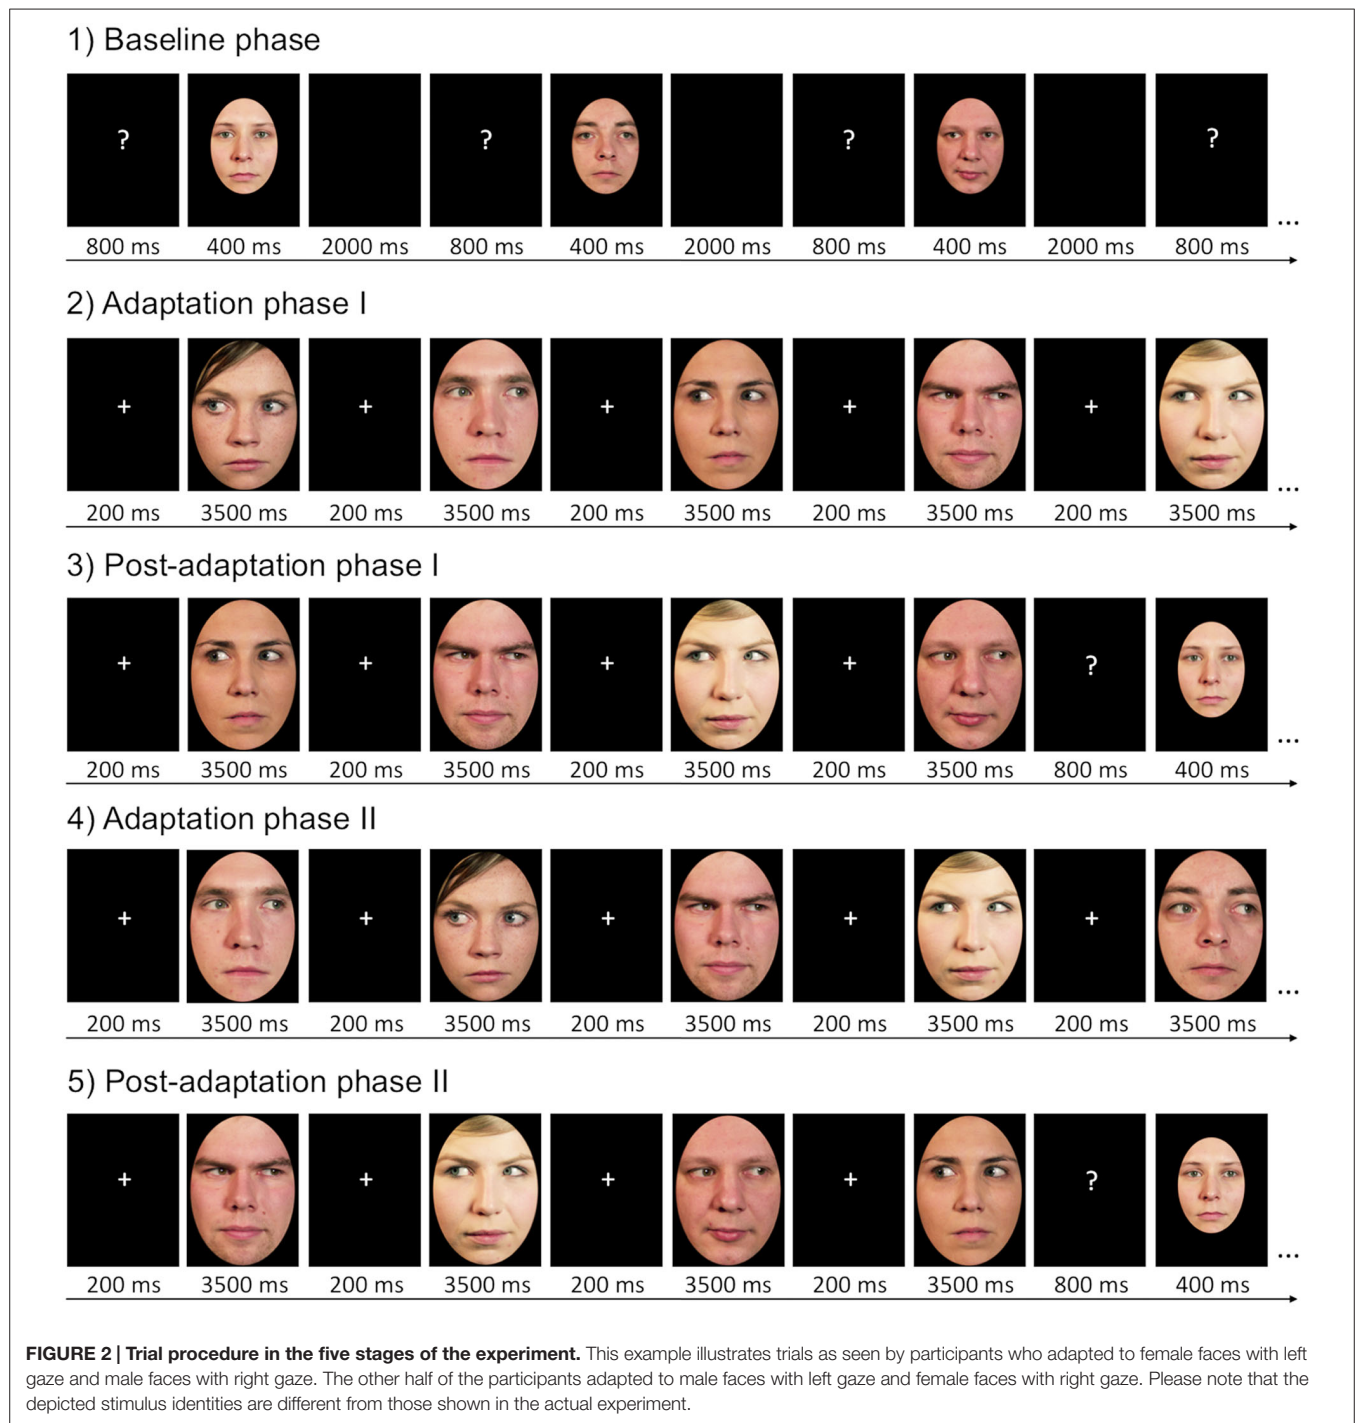 1) Baseline phase
? ? ? ?
...
800 ms 400 ms 2000 ms 800 ms 400 ms 2000 ms 800 ms 400 ms 2000 ms 800 ms
2) Adaptation phase I
+ + + + +
...
200 ms 3500 ms 200 ms 3500 ms 200 ms 3500 ms 200 ms 3500 ms 200 ms 3500 ms
3) Post-adaptation phase I
+ + + + ?
...
200 ms 3500 ms 200 ms 3500 ms 200 ms 3500 ms 200 ms 3500 ms 800 ms 400 ms
4) Adaptation phase II
+ + + + +
...
200 ms 3500 ms 200 ms 3500 ms 200 ms 3500 ms 200 ms 3500 ms 200 ms 3500 ms
5) Post-adaptation phase II
+ + + + ?
...
200 ms 3500 ms 200 ms 3500 ms 200 ms 3500 ms 200 ms 3500 ms 800 ms 400 ms
FIGURE 2 | Trial procedure in the five stages of the experiment. This example illustrates trials as seen by participants who adapted to female faces with left
gaze and male faces with right gaze. The other half of the participants adapted to male faces with left gaze and female faces with right gaze. Please note that the
depicted stimulus identities are different from those shown in the actual experiment.